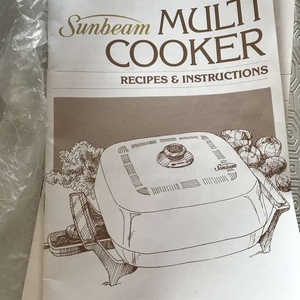 Sunbeam
MULTI
COOKER
RECIPES & INSTRUCTIONS